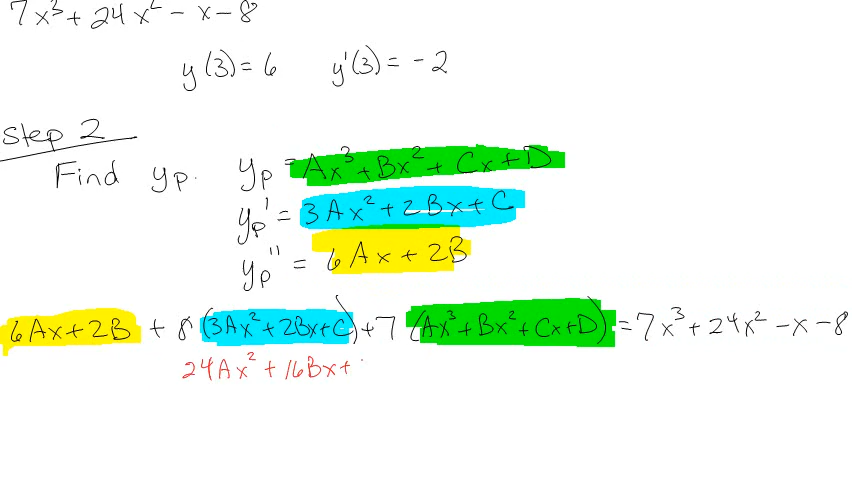 7x³ + 24x² - x - 8
y(3) = 6 y'(3) = -2
Step 2
Find yp. yp = Ax³ + Bx² + Cx + D
yp' = 3Ax² + 2Bx + C
yp'' = 6Ax + 2B
6Ax + 2B + 8(3Ax² + 2Bx + C) + 7(Ax³ + Bx² + Cx + D) = 7x³ + 24x² - x - 8
24Ax² + 16Bx +